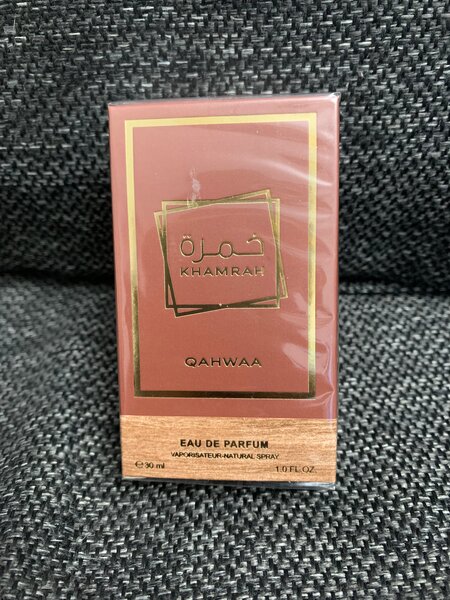 خمرة
KHAMRAH
QAHWAA
EAU DE PARFUM
VAPORISATEUR-NATURAL SPRAY
℮30 ml 1.0 FL.OZ.